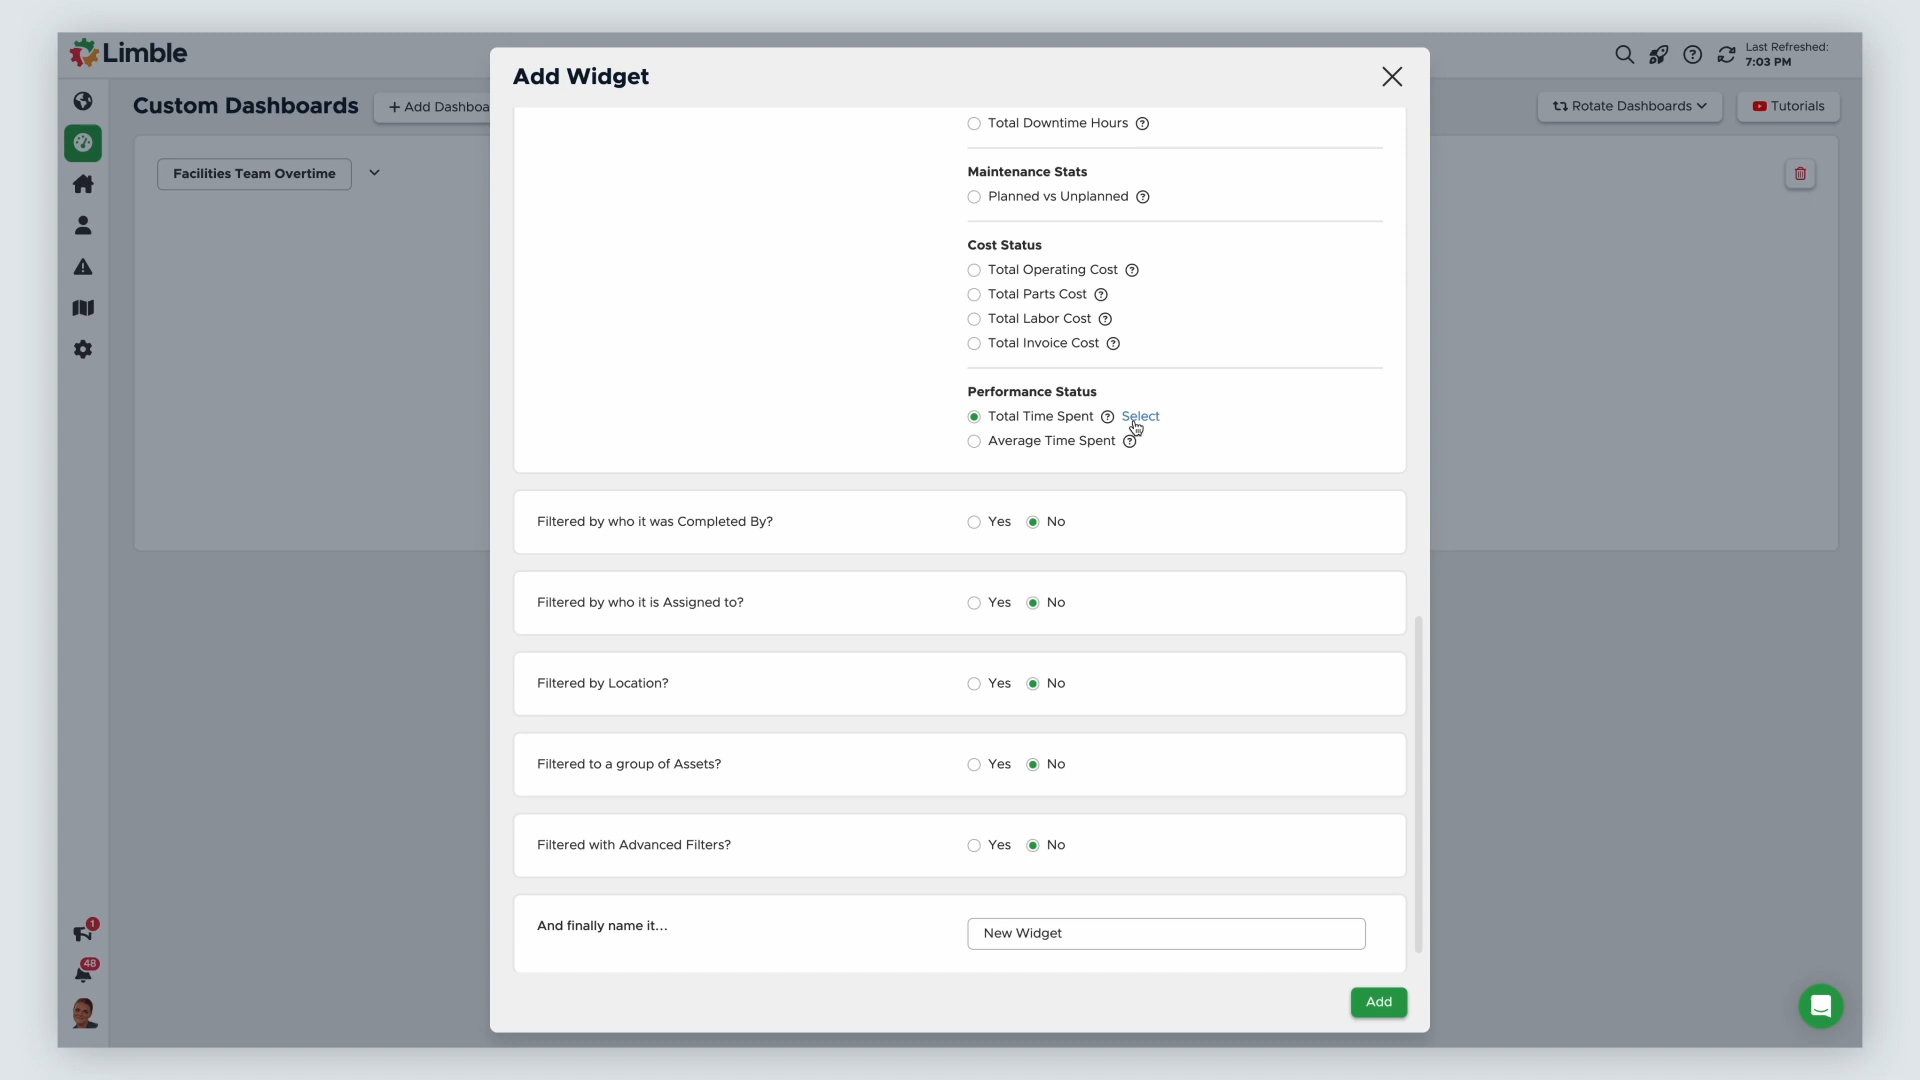 Limble
Last Refreshed:
7:03 PM
Custom Dashboards
+ Add Dashboa
Rotate Dashboards
Tutorials
Facilities Team Overtime
Add Widget
Total Downtime Hours
Maintenance Stats
Planned vs Unplanned
Cost Status
Total Operating Cost
Total Parts Cost
Total Labor Cost
Total Invoice Cost
Performance Status
Total Time Spent Select
Average Time Spent
Filtered by who it was Completed By? Yes No
Filtered by who it is Assigned to? Yes No
Filtered by Location? Yes No
Filtered to a group of Assets? Yes No
Filtered with Advanced Filters? Yes No
And finally name it... New Widget
Add
1
48